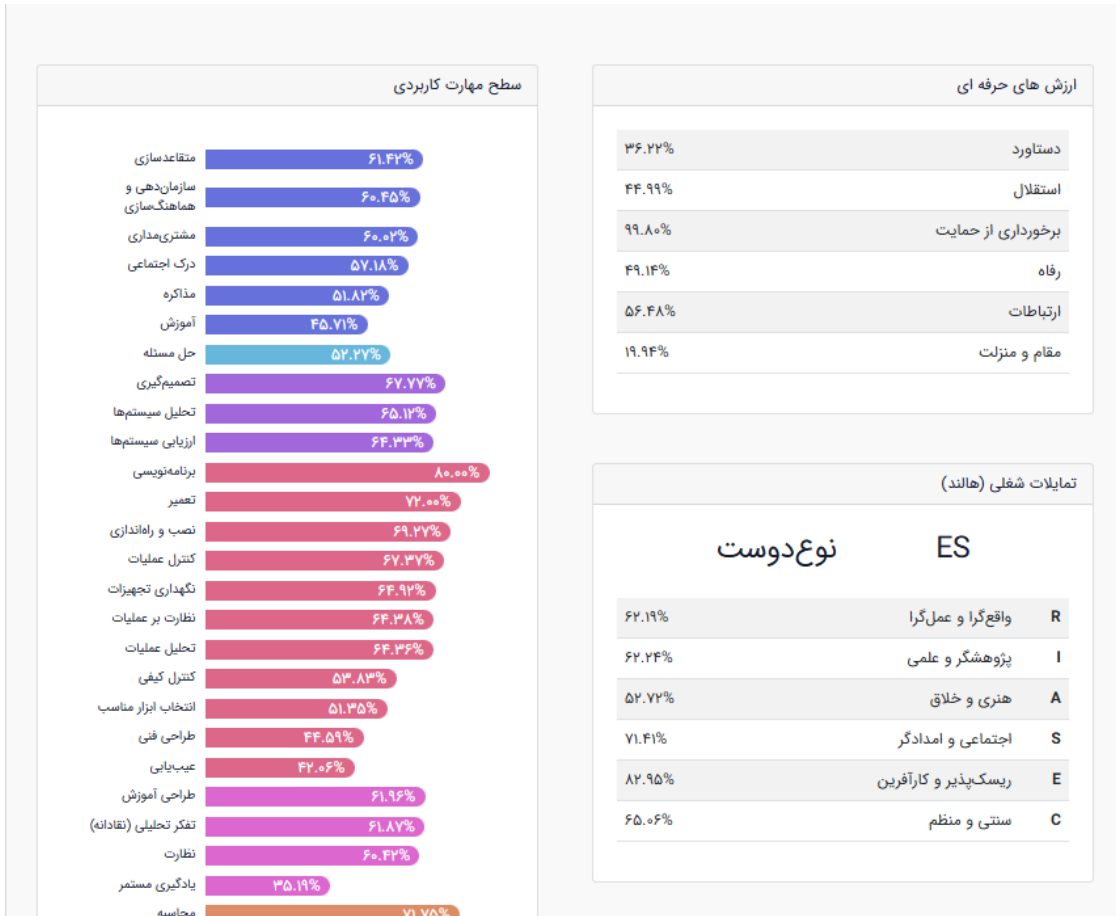 ارزش های حرفه ای
دستاورد ۳۶.۲۲%
استقلال ۴۴.۹۹%
برخورداری از حمایت ۹۹.۸۰%
رفاه ۴۹.۱۴%
ارتباطات ۵۶.۴۸%
مقام و منزلت ۱۹.۹۴%
تمایلات شغلی (هالند)
ES نوع‌دوست
R واقع‌گرا و عمل‌گرا ۶۲.۱۹%
I پژوهشگر و علمی ۶۲.۲۴%
A هنری و خلاق ۵۲.۷۲%
S اجتماعی و امدادگر ۷۱.۴۱%
E ریسک‌پذیر و کارآفرین ۸۲.۹۵%
C سنتی و منظم ۶۵.۰۶%
سطح مهارت کاربردی
متقاعدسازی ۶۱.۴۲%
سازمان‌دهی و
هماهنگ‌سازی ۶۰.۴۵%
مشتری‌مداری ۶۰.۰۲%
درک اجتماعی ۵۷.۱۸%
مذاکره ۵۱.۸۲%
آموزش ۴۵.۷۱%
حل مسئله ۵۲.۲۷%
تصمیم‌گیری ۶۷.۷۷%
تحلیل سیستم‌ها ۶۵.۱۲%
ارزیابی سیستم‌ها ۶۴.۳۳%
برنامه‌نویسی ۸۰.۰۰%
تعمیر ۷۲.۰۰%
نصب و راه‌اندازی ۶۹.۲۷%
کنترل عملیات ۶۷.۳۷%
نگهداری تجهیزات ۶۴.۹۲%
نظارت بر عملیات ۶۴.۳۸%
تحلیل عملیات ۶۴.۳۶%
کنترل کیفی ۵۳.۸۳%
انتخاب ابزار مناسب ۵۱.۳۵%
طراحی فنی ۴۴.۵۹%
عیب‌یابی ۴۲.۰۶%
طراحی آموزش ۶۱.۹۶%
تفکر تحلیلی (نقادانه) ۶۱.۸۷%
نظارت ۶۰.۴۲%
یادگیری مستمر ۳۵.۱۹%
محاسبه ۷۱.۷۵%